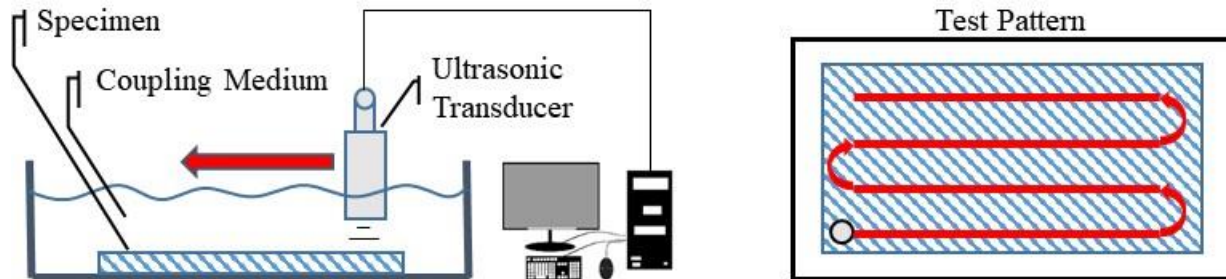 Specimen
Coupling Medium
Ultrasonic
Transducer
Test Pattern